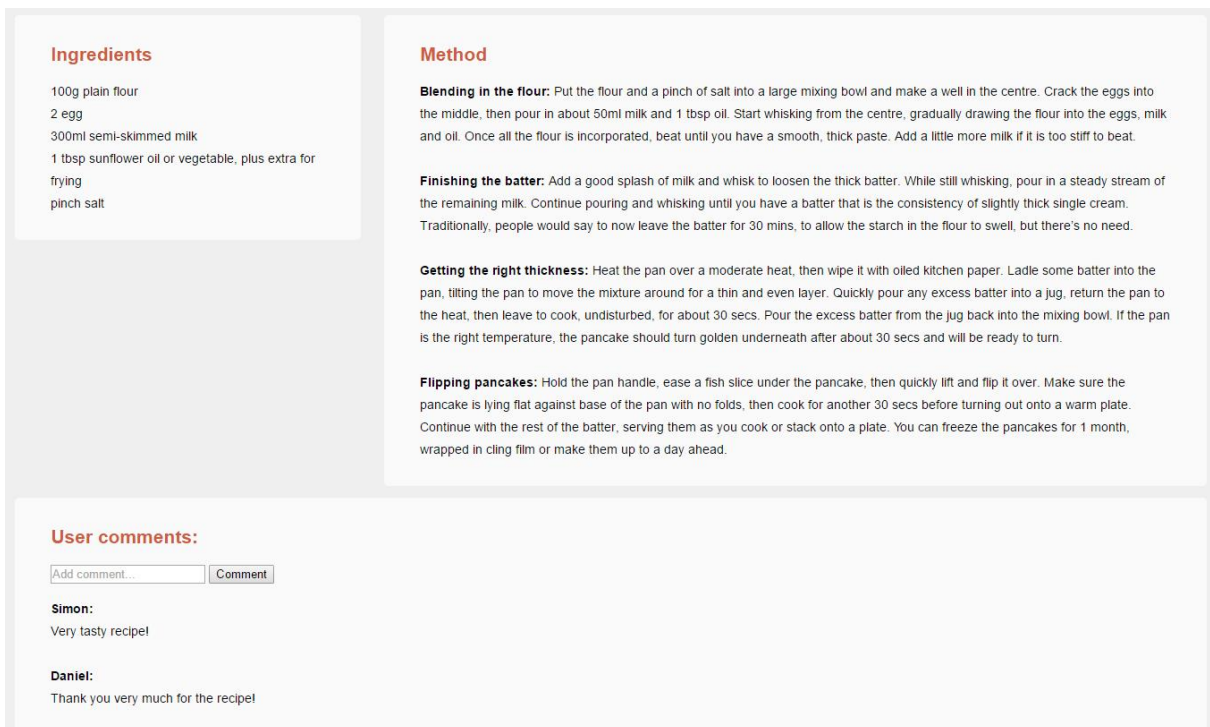 Ingredients
100g plain flour
2 egg
300ml semi-skimmed milk
1 tbsp sunflower oil or vegetable, plus extra for
frying
pinch salt
Method
Blending in the flour: Put the flour and a pinch of salt into a large mixing bowl and make a well in the centre. Crack the eggs into
the middle, then pour in about 50ml milk and 1 tbsp oil. Start whisking from the centre, gradually drawing the flour into the eggs, milk
and oil. Once all the flour is incorporated, beat until you have a smooth, thick paste. Add a little more milk if it is too stiff to beat.
Finishing the batter: Add a good splash of milk and whisk to loosen the thick batter. While still whisking, pour in a steady stream of
the remaining milk. Continue pouring and whisking until you have a batter that is the consistency of slightly thick single cream.
Traditionally, people would say to now leave the batter for 30 mins, to allow the starch in the flour to swell, but there's no need.
Getting the right thickness: Heat the pan over a moderate heat, then wipe it with oiled kitchen paper. Ladle some batter into the
pan, tilting the pan to move the mixture around for a thin and even layer. Quickly pour any excess batter into a jug, return the pan to
the heat, then leave to cook, undisturbed, for about 30 secs. Pour the excess batter from the jug back into the mixing bowl. If the pan
is the right temperature, the pancake should turn golden underneath after about 30 secs and will be ready to turn.
Flipping pancakes: Hold the pan handle, ease a fish slice under the pancake, then quickly lift and flip it over. Make sure the
pancake is lying flat against base of the pan with no folds, then cook for another 30 secs before turning out onto a warm plate.
Continue with the rest of the batter, serving them as you cook or stack onto a plate. You can freeze the pancakes for 1 month,
wrapped in cling film or make them up to a day ahead.
User comments:
Add comment... Comment
Simon:
Very tasty recipe!
Daniel:
Thank you very much for the recipe!